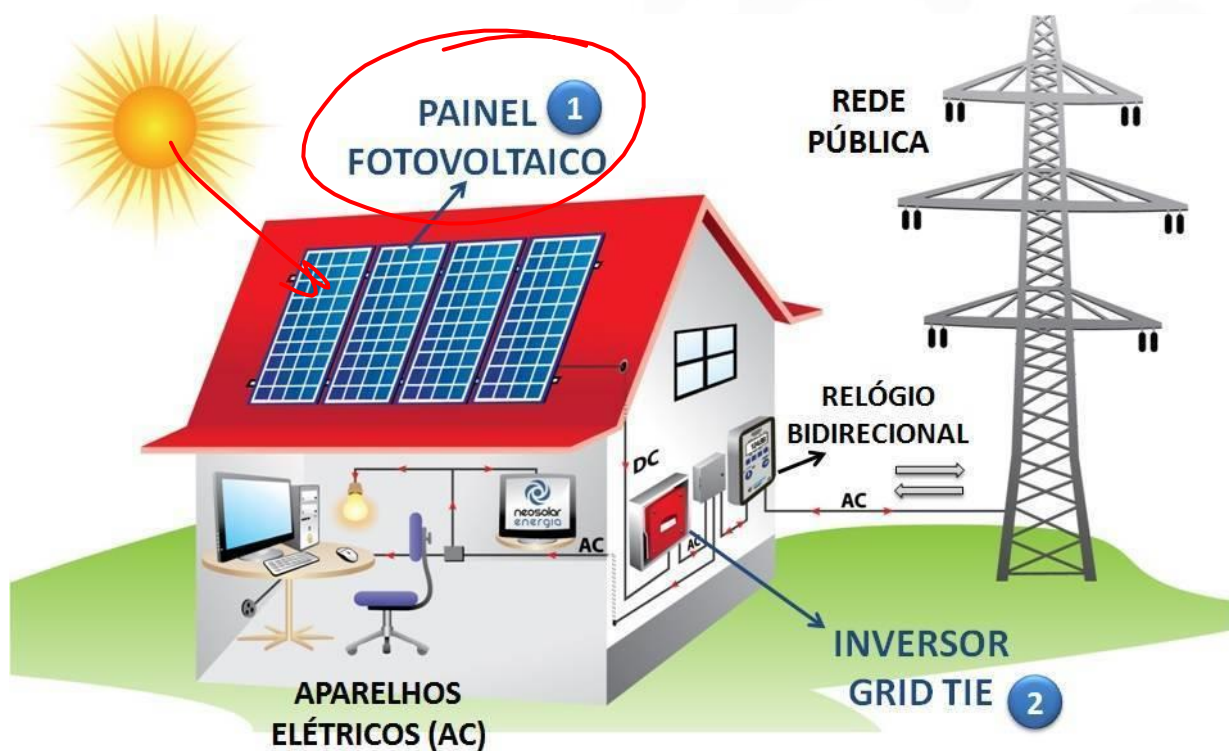 PAINEL 1
FOTOVOLTAICO
REDE
PÚBLICA
RELÓGIO
BIDIRECIONAL
DC
AC
AC
AC
neosolar
energia
INVERSOR
GRID TIE 2
APARELHOS
ELÉTRICOS (AC)